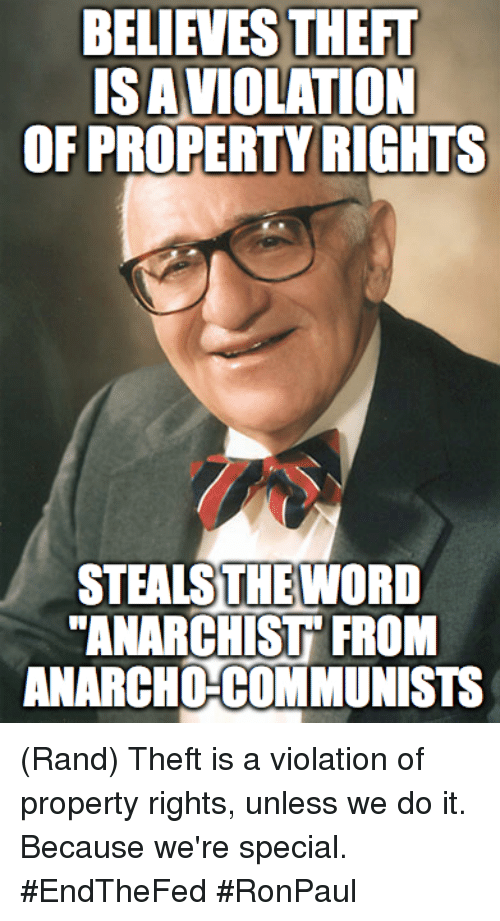 BELIEVES THEFT
IS A VIOLATION
OF PROPERTY RIGHTS
STEALS THE WORD
"ANARCHIST" FROM
ANARCHO-COMMUNISTS
(Rand) Theft is a violation of
property rights, unless we do it.
Because we're special.
#EndTheFed #RonPaul